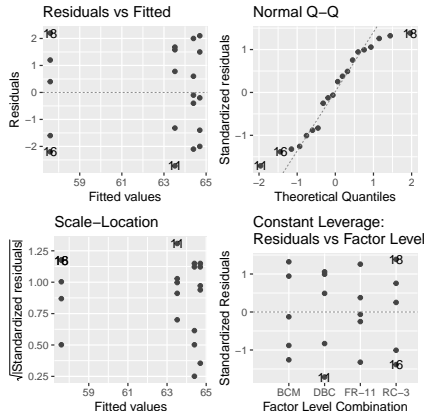 Residuals vs Fitted
Residuals
2
1
0
−1
−2
18
16
11
59
61
63
65
Fitted values
Normal Q−Q
Standardized residuals
1
0
−1
18
16
11
−2
−1
0
1
2
Theoretical Quantiles
Scale−Location
√|Standardized residuals|
1.25
1.00
0.75
0.50
0.25
11
59
61
63
65
Fitted values
Constant Leverage:
Residuals vs Factor Level
Standardized Residuals
1
0
−1
18
16
11
BCM
DBC
FR−11
RC−3
Factor Level Combination